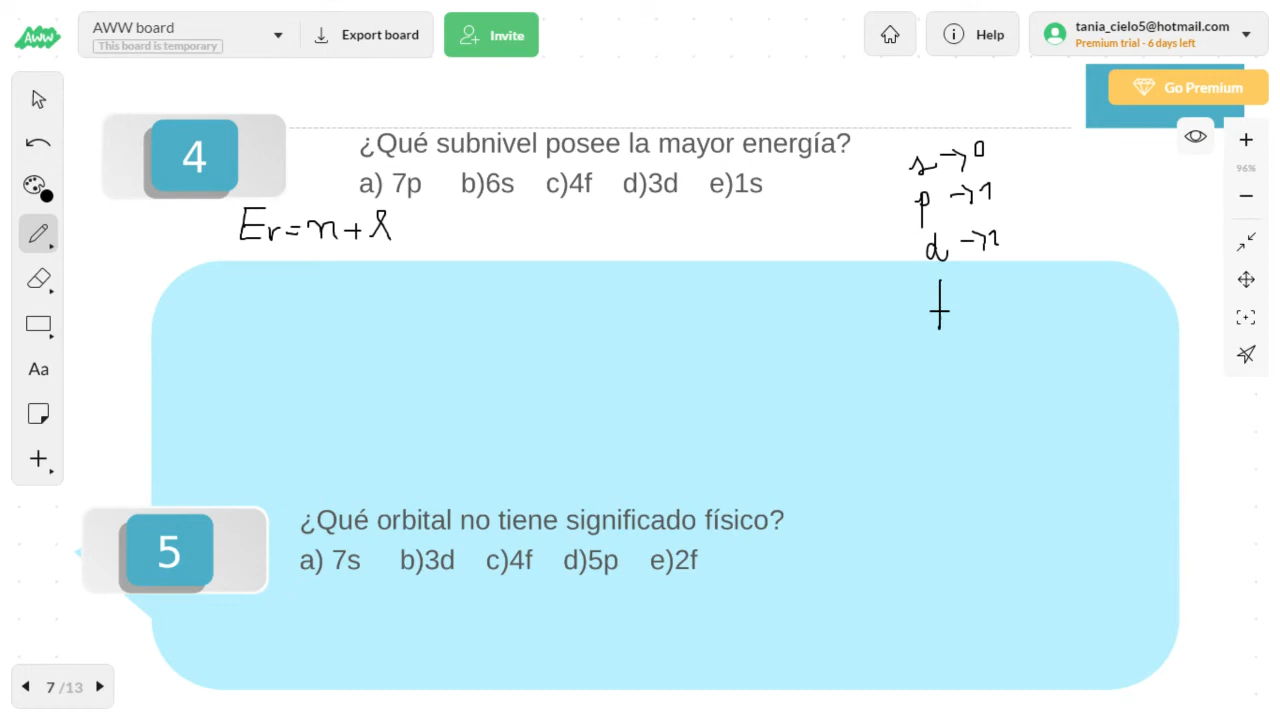 AWW
AWW board
This board is temporary
Export board
Invite
Help
tania_cielo5@hotmail.com
Premium trial - 6 days left
Go Premium
4
¿Qué subnivel posee la mayor energía?
a) 7p b)6s c)4f d)3d e)1s
Er=n+l
s→0
p→1
d→2
f
96%
Aa
5
¿Qué orbital no tiene significado físico?
a) 7s b)3d c)4f d)5p e)2f
7 /13